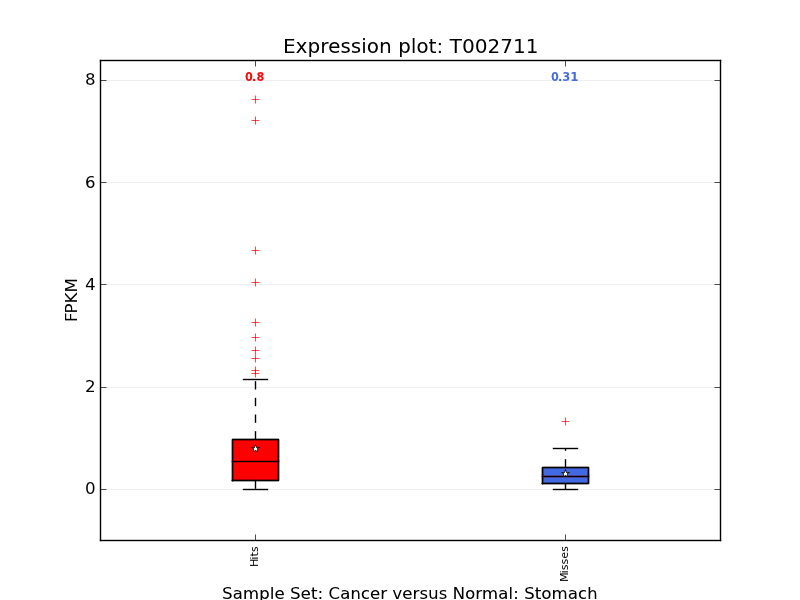 Expression plot: T002711
0.8
0.31
8
6
4
2
0
FPKM
Hits
Misses
Sample Set: Cancer versus Normal: Stomach